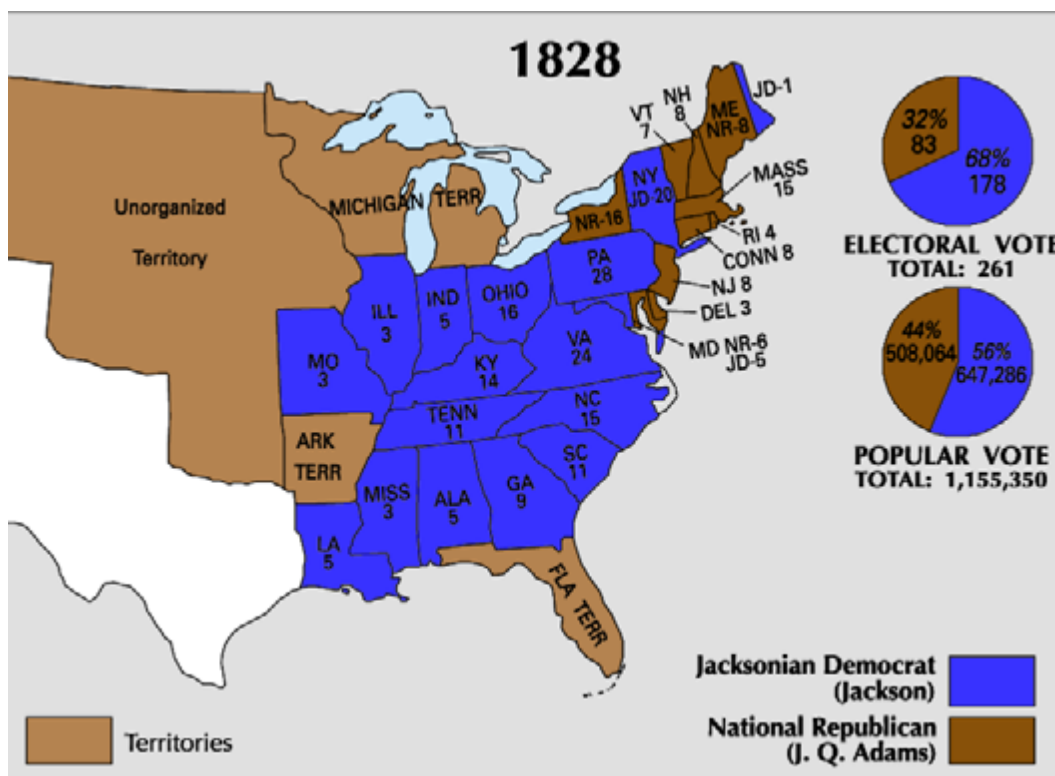 1828
JD-1
NH
8
VT
7
ME
NR-8
MASS
15
NY
JD-20
NR-16
RI 4
CONN 8
NJ 8
DEL 3
MD NR-6
JD-5
Unorganized
Territory
MICHIGAN TERR
PA
28
OHIO
16
IND
5
ILL
3
MO
3
VA
24
KY
14
NC
15
TENN
11
SC
11
ARK
TERR
MISS
3
ALA
5
GA
9
LA
5
FLA TERR
32%
83
68%
178
ELECTORAL VOTE
TOTAL: 261
44%
508,064
56%
647,286
POPULAR VOTE
TOTAL: 1,155,350
Jacksonian Democrat
(Jackson)
National Republican
(J. Q. Adams)
Territories